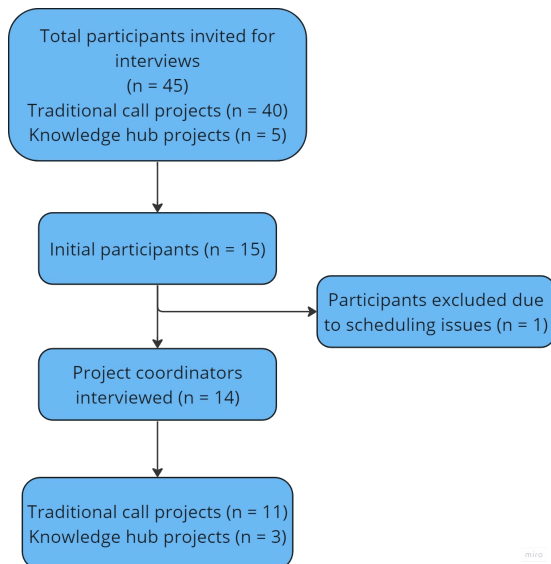 Total participants invited for
interviews
(n = 45)
Traditional call projects (n = 40)
Knowledge hub projects (n = 5)
Initial participants (n = 15)
Participants excluded due
to scheduling issues (n = 1)
Project coordinators
interviewed (n = 14)
Traditional call projects (n = 11)
Knowledge hub projects (n = 3)
miro